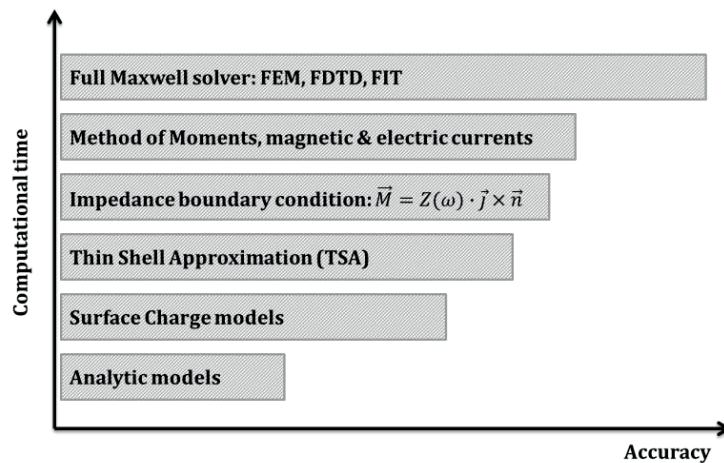 Computational time
Full Maxwell solver: FEM, FDTD, FIT
Method of Moments, magnetic & electric currents
Impedance boundary condition: $\vec{M} = Z(\omega) \cdot \vec{j} \times \vec{n}$
Thin Shell Approximation (TSA)
Surface Charge models
Analytic models
Accuracy